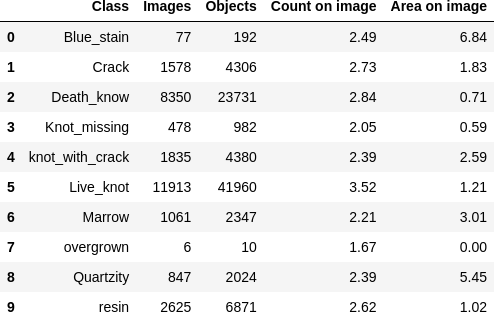 Class Images Objects Count on image Area on image
0 Blue_stain 77 192 2.49 6.84
1 Crack 1578 4306 2.73 1.83
2 Death_know 8350 23731 2.84 0.71
3 Knot_missing 478 982 2.05 0.59
4 knot_with_crack 1835 4380 2.39 2.59
5 Live_knot 11913 41960 3.52 1.21
6 Marrow 1061 2347 2.21 3.01
7 overgrown 6 10 1.67 0.00
8 Quartzity 847 2024 2.39 5.45
9 resin 2625 6871 2.62 1.02